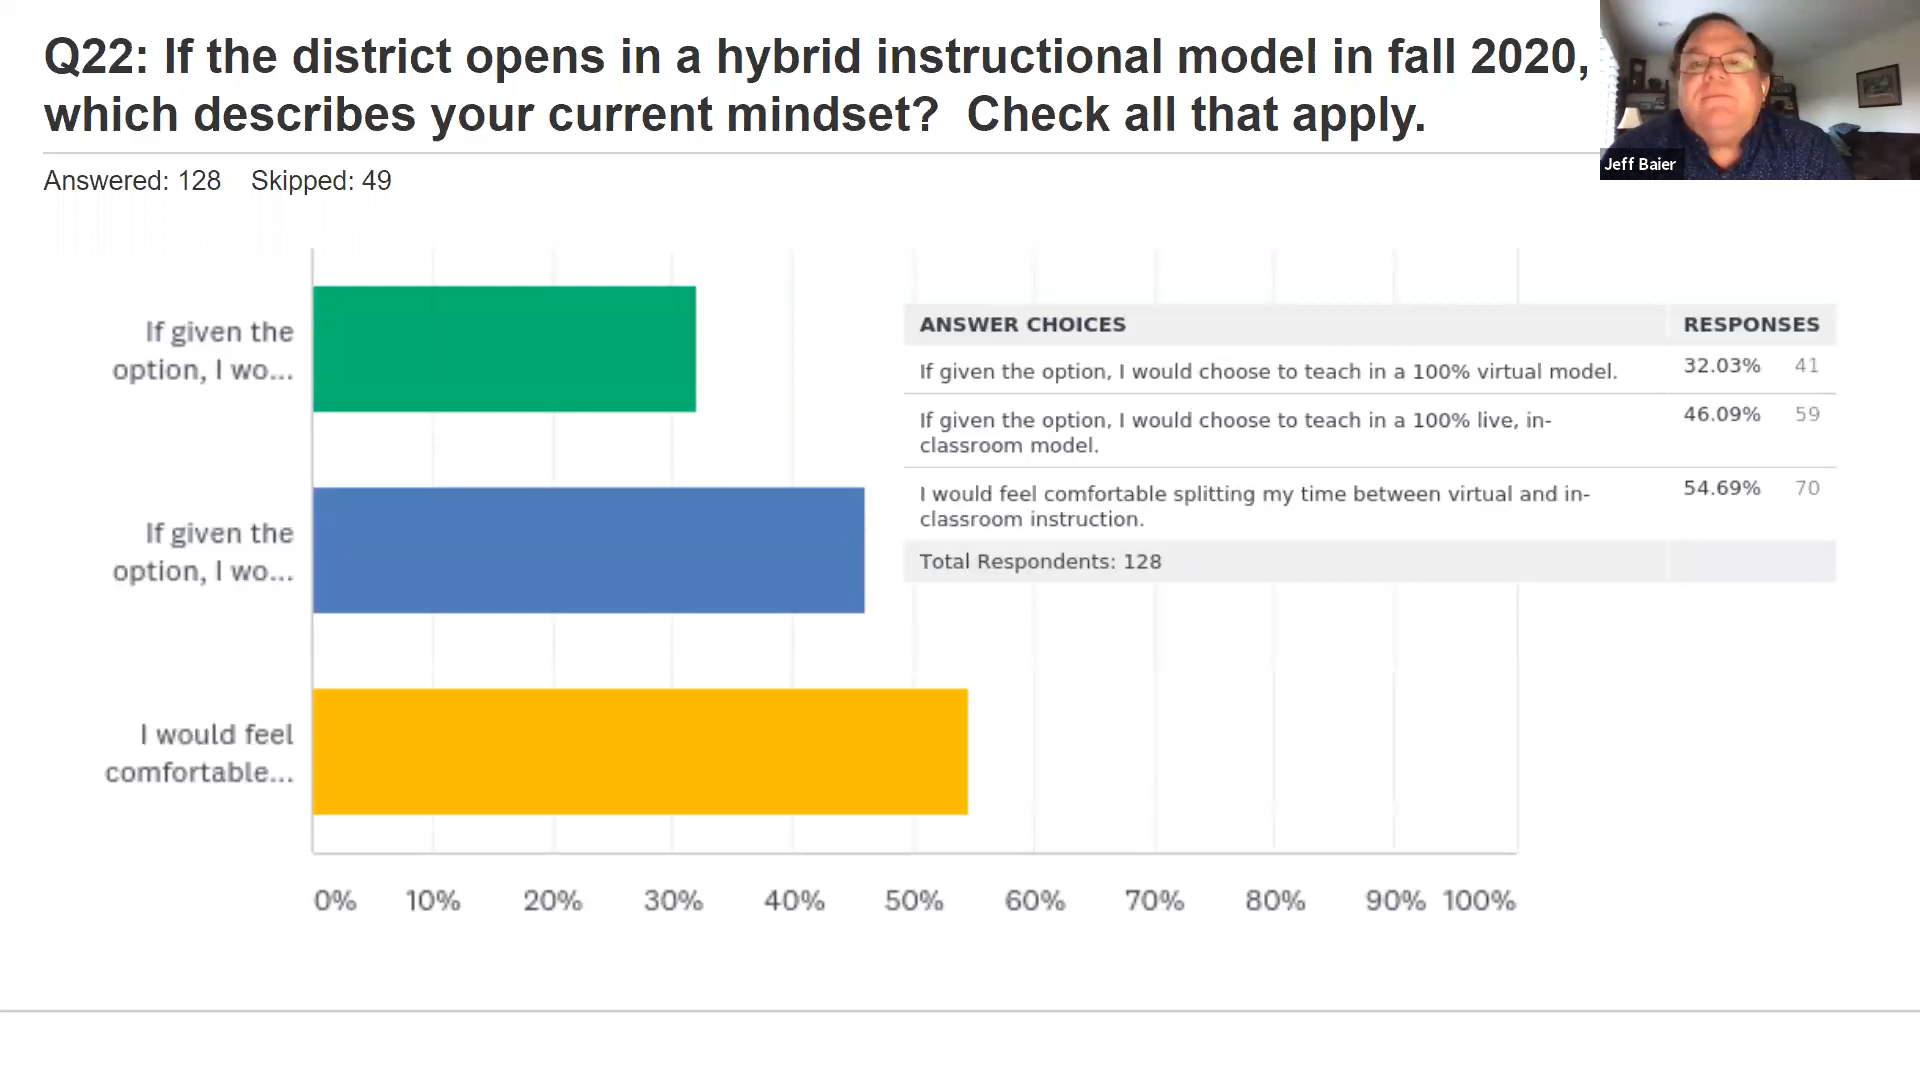 Q22: If the district opens in a hybrid instructional model in fall 2020,
which describes your current mindset?  Check all that apply.
Jeff Baier
Answered: 128    Skipped: 49
If given the
option, I wo...
If given the
option, I wo...
I would feel
comfortable...
0% 10% 20% 30% 40% 50% 60% 70% 80% 90% 100%
ANSWER CHOICES RESPONSES
If given the option, I would choose to teach in a 100% virtual model. 32.03% 41
If given the option, I would choose to teach in a 100% live, in-
classroom model. 46.09% 59
I would feel comfortable splitting my time between virtual and in-
classroom instruction. 54.69% 70
Total Respondents: 128